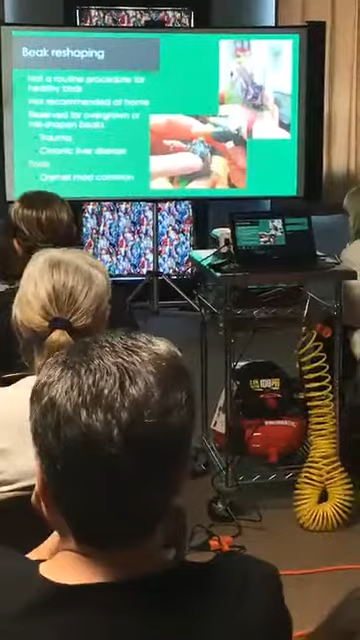 Beak reshaping
Not a routine procedure for
healthy birds
Not recommended at home
Reserved for overgrown or
mis-shapen beaks
Trauma
Chronic liver disease
Tools
Dremel most common